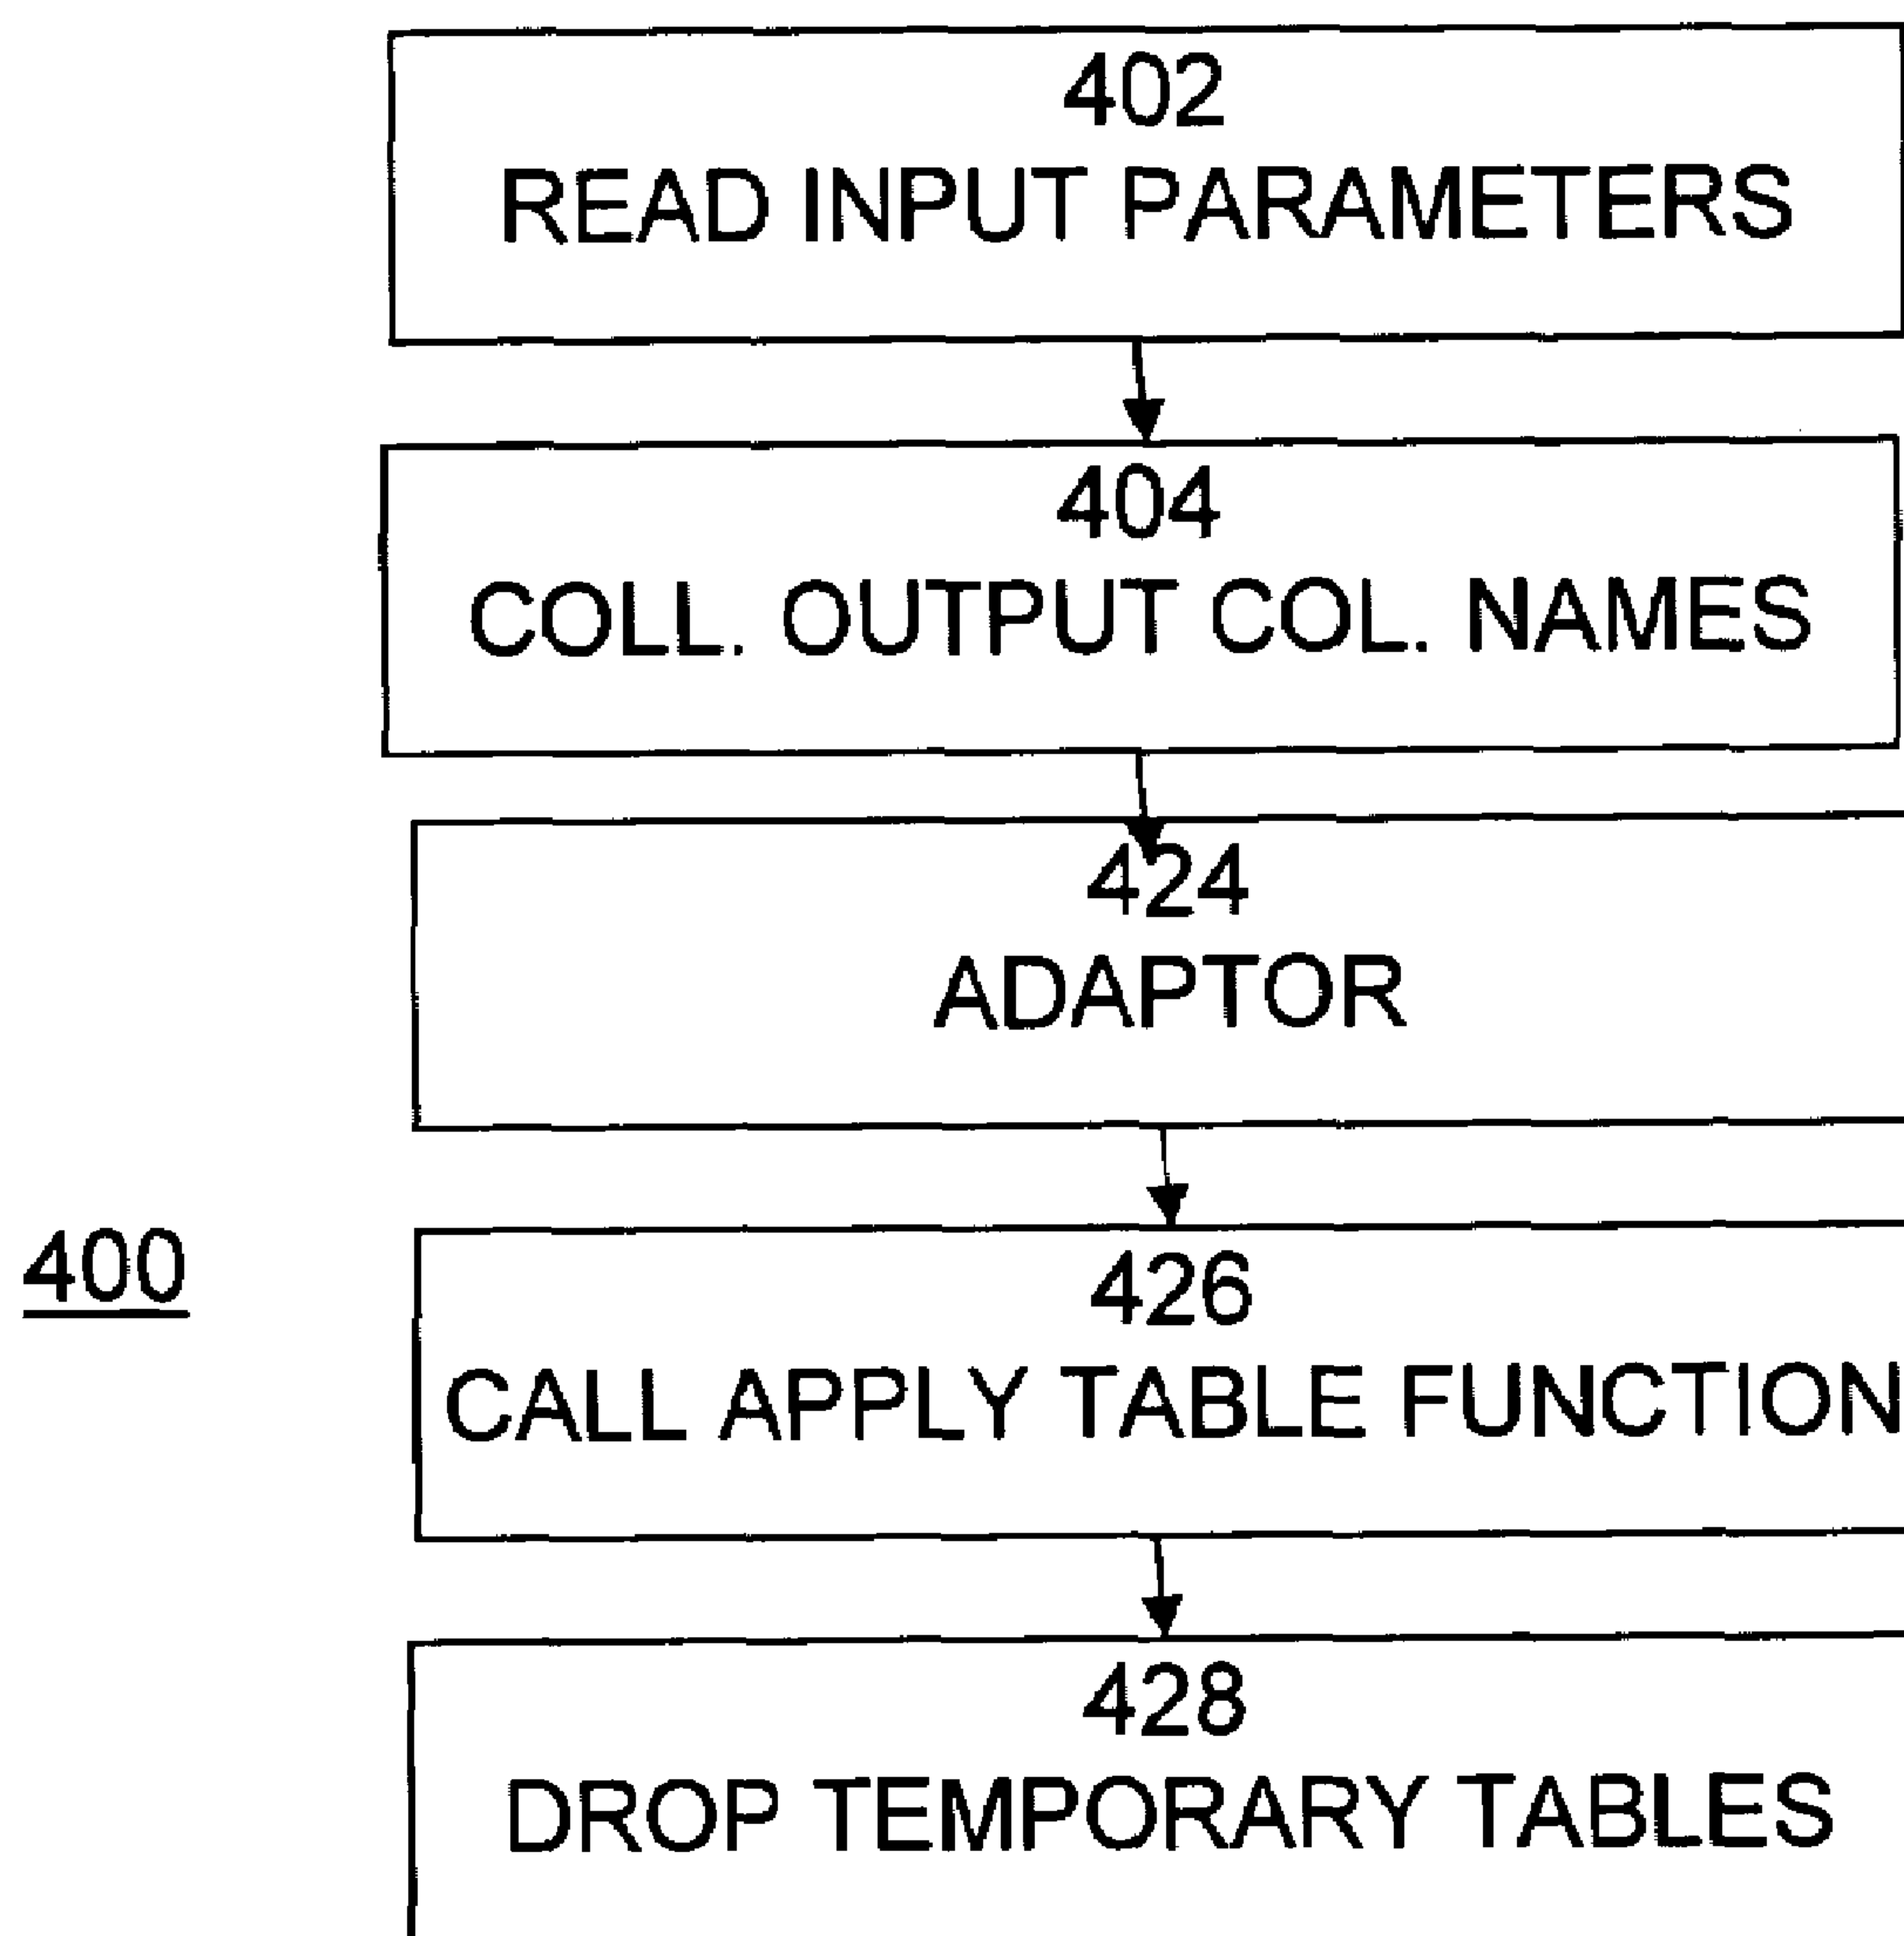 402
READ INPUT PARAMETERS
404
COLL. OUTPUT COL. NAMES
424
ADAPTOR
400
426
CALL APPLY TABLE FUNCTION
428
DROP TEMPORARY TABLES